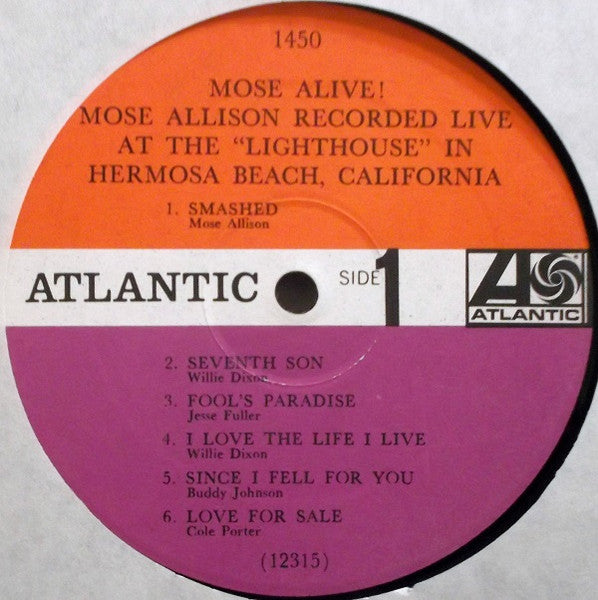 1450
MOSE ALIVE!
MOSE ALLISON RECORDED LIVE
AT THE "LIGHTHOUSE" IN
HERMOSA BEACH, CALIFORNIA
1. SMASHED
Mose Allison
ATLANTIC
SIDE 1
ATLANTIC
2. SEVENTH SON
Willie Dixon
3. FOOL'S PARADISE
Jesse Fuller
4. I LOVE THE LIFE I LIVE
Willie Dixon
5. SINCE I FELL FOR YOU
Buddy Johnson
6. LOVE FOR SALE
Cole Porter
(12315)